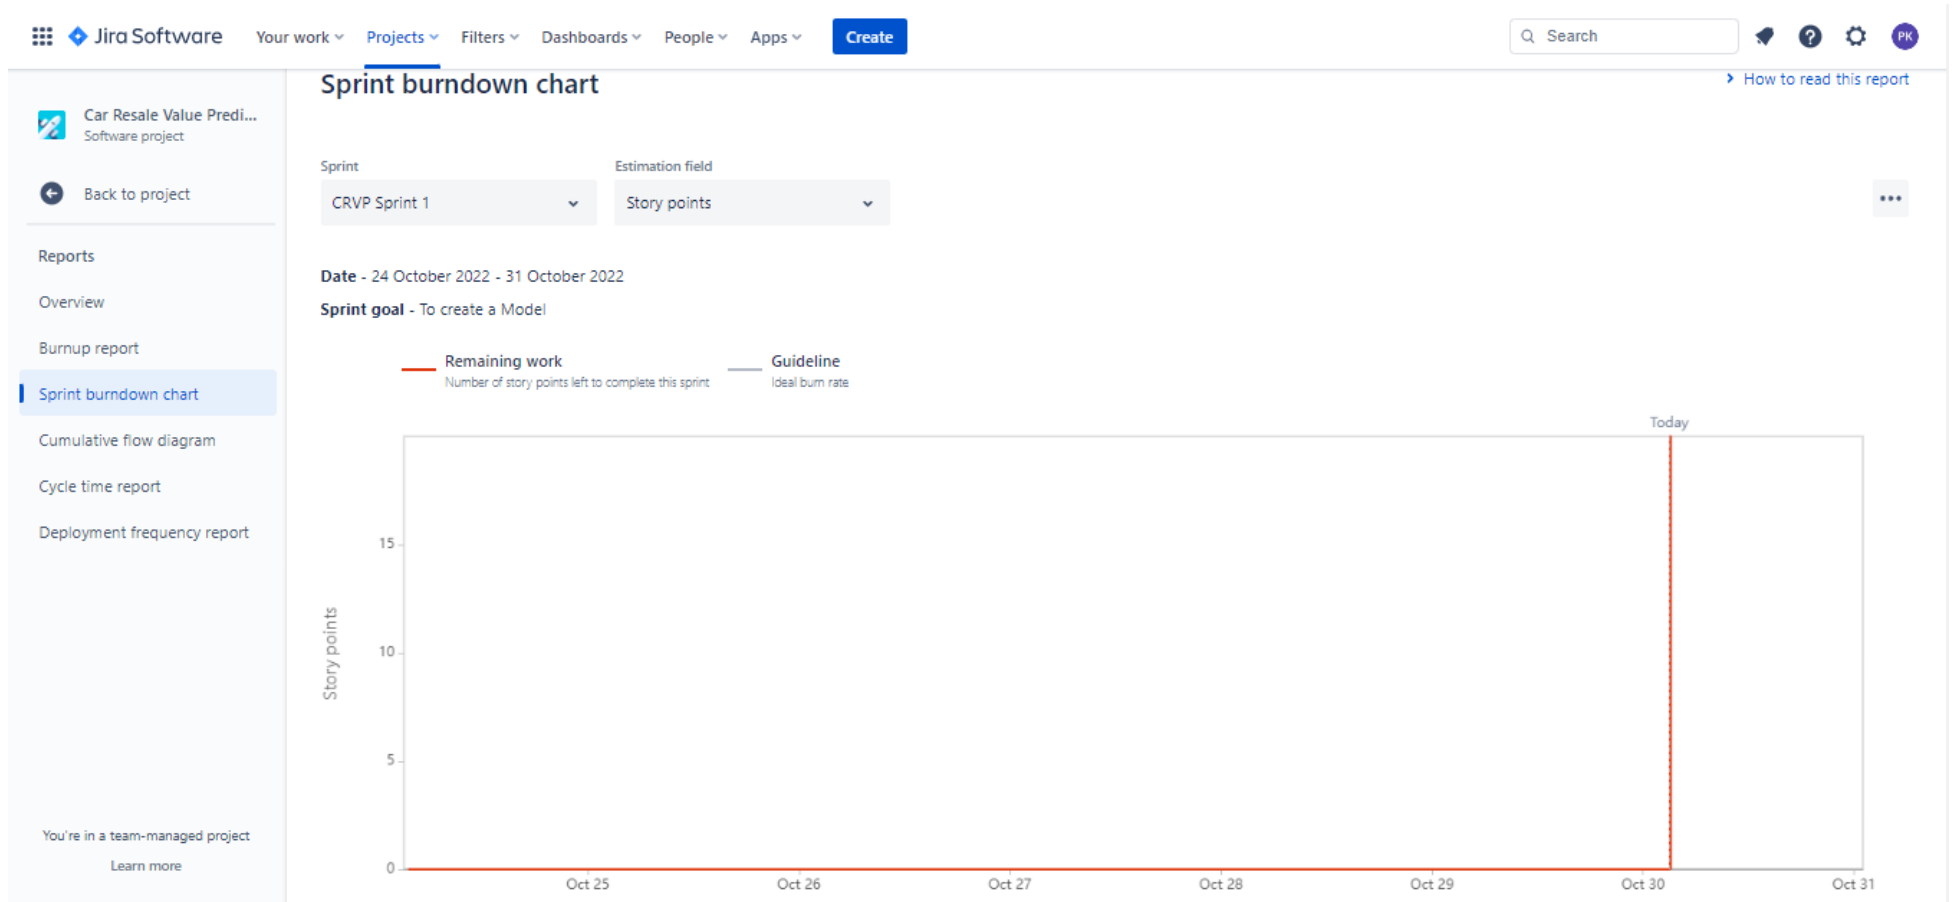 Jira Software Your work Projects Filters Dashboards People Apps Create Search PK
Sprint burndown chart
How to read this report
Car Resale Value Predi...
Software project
Back to project
Reports
Overview
Burnup report
Sprint burndown chart
Cumulative flow diagram
Cycle time report
Deployment frequency report
You're in a team-managed project
Learn more
Sprint Estimation field
CRVP Sprint 1 Story points
Date - 24 October 2022 - 31 October 2022
Sprint goal - To create a Model
Remaining work Guideline
Number of story points left to complete this sprint Ideal burn rate
Today
15
10
5
0
Story points
Oct 25 Oct 26 Oct 27 Oct 28 Oct 29 Oct 30 Oct 31